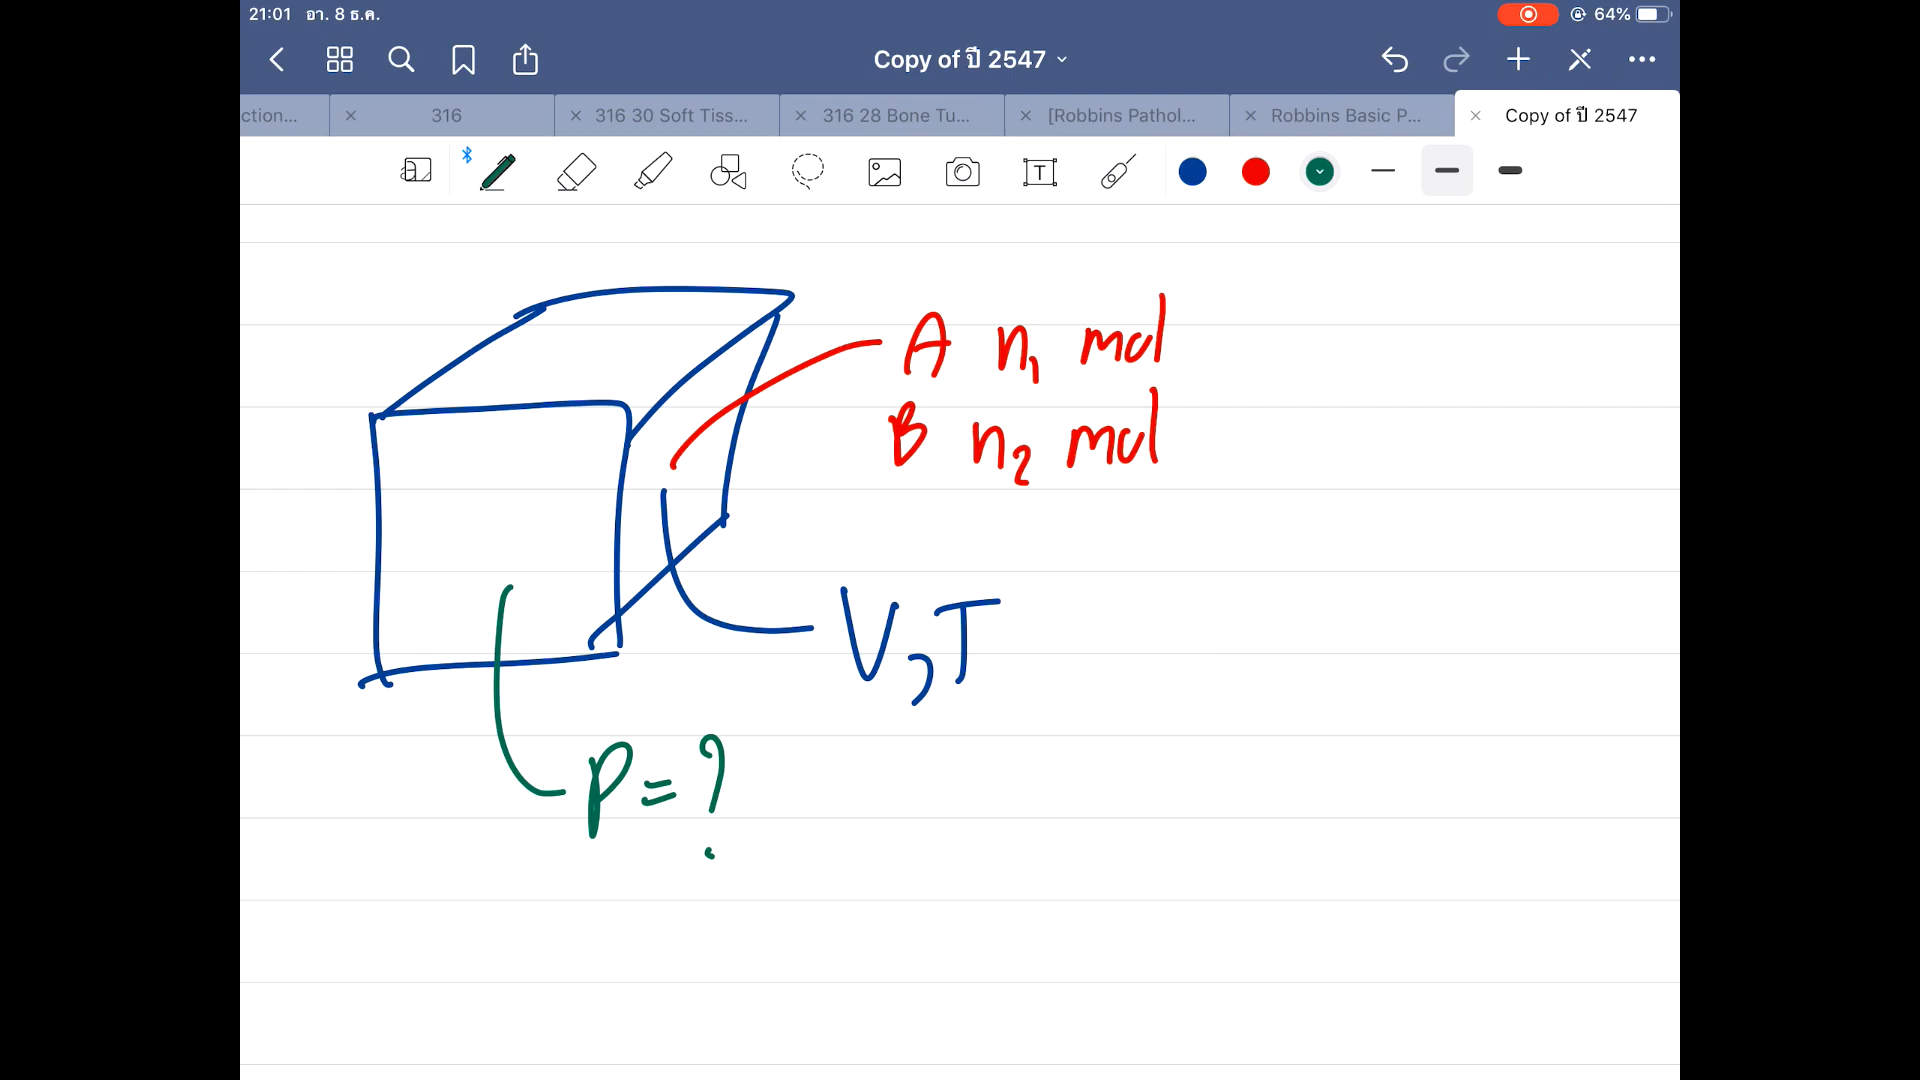 21:01 อา. 8 ธ.ค. 64%
Copy of ปี 2547
ction... 316 316 30 Soft Tiss... 316 28 Bone Tu... [Robbins Pathol... Robbins Basic P... Copy of ปี 2547
A n₁ mol
B n₂ mol
V, T
P = ?